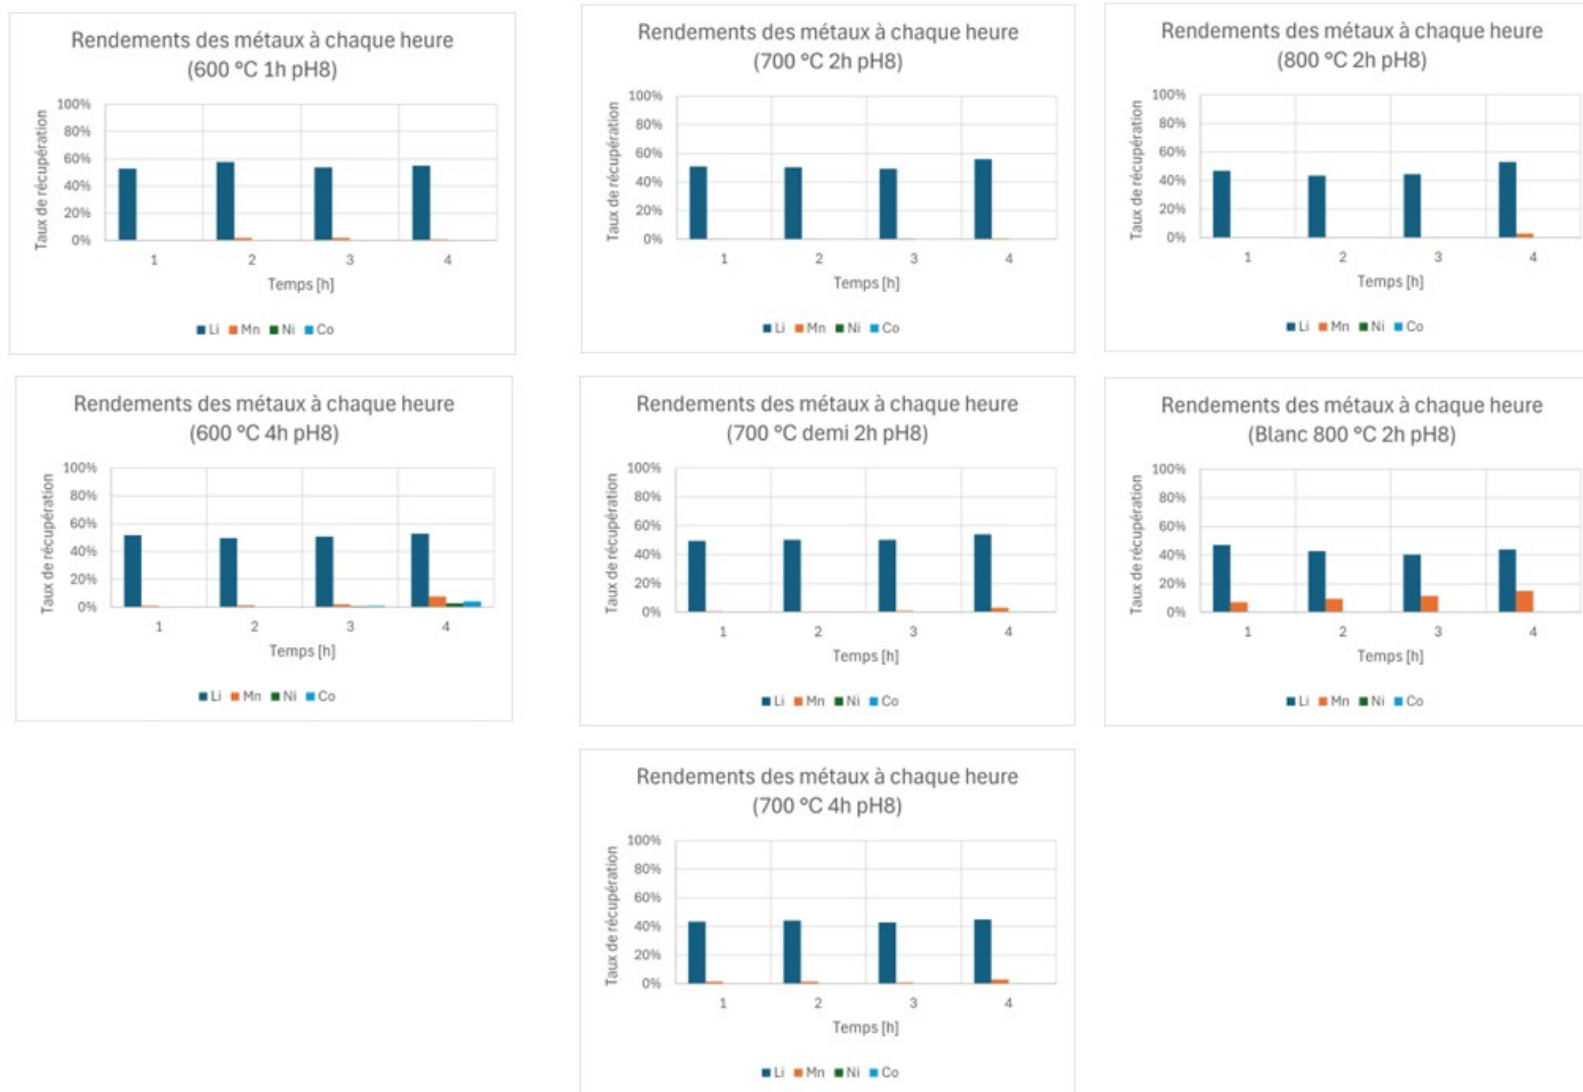 Rendements des métaux à chaque heure
(600 °C 1h pH8)
Taux de récupération
100%
80%
60%
40%
20%
0%
1 2 3 4
Temps [h]
Li Mn Ni Co
Rendements des métaux à chaque heure
(700 °C 2h pH8)
Taux de récupération
100%
80%
60%
40%
20%
0%
1 2 3 4
Temps [h]
Li Mn Ni Co
Rendements des métaux à chaque heure
(800 °C 2h pH8)
Taux de récupération
100%
80%
60%
40%
20%
0%
1 2 3 4
Temps [h]
Li Mn Ni Co
Rendements des métaux à chaque heure
(600 °C 4h pH8)
Taux de récupération
100%
80%
60%
40%
20%
0%
1 2 3 4
Temps [h]
Li Mn Ni Co
Rendements des métaux à chaque heure
(700 °C demi 2h pH8)
Taux de récupération
100%
80%
60%
40%
20%
0%
1 2 3 4
Temps [h]
Li Mn Ni Co
Rendements des métaux à chaque heure
(Blanc 800 °C 2h pH8)
Taux de récupération
100%
80%
60%
40%
20%
0%
1 2 3 4
Temps [h]
Li Mn Ni Co
Rendements des métaux à chaque heure
(700 °C 4h pH8)
Taux de récupération
100%
80%
60%
40%
20%
0%
1 2 3 4
Temps [h]
Li Mn Ni Co